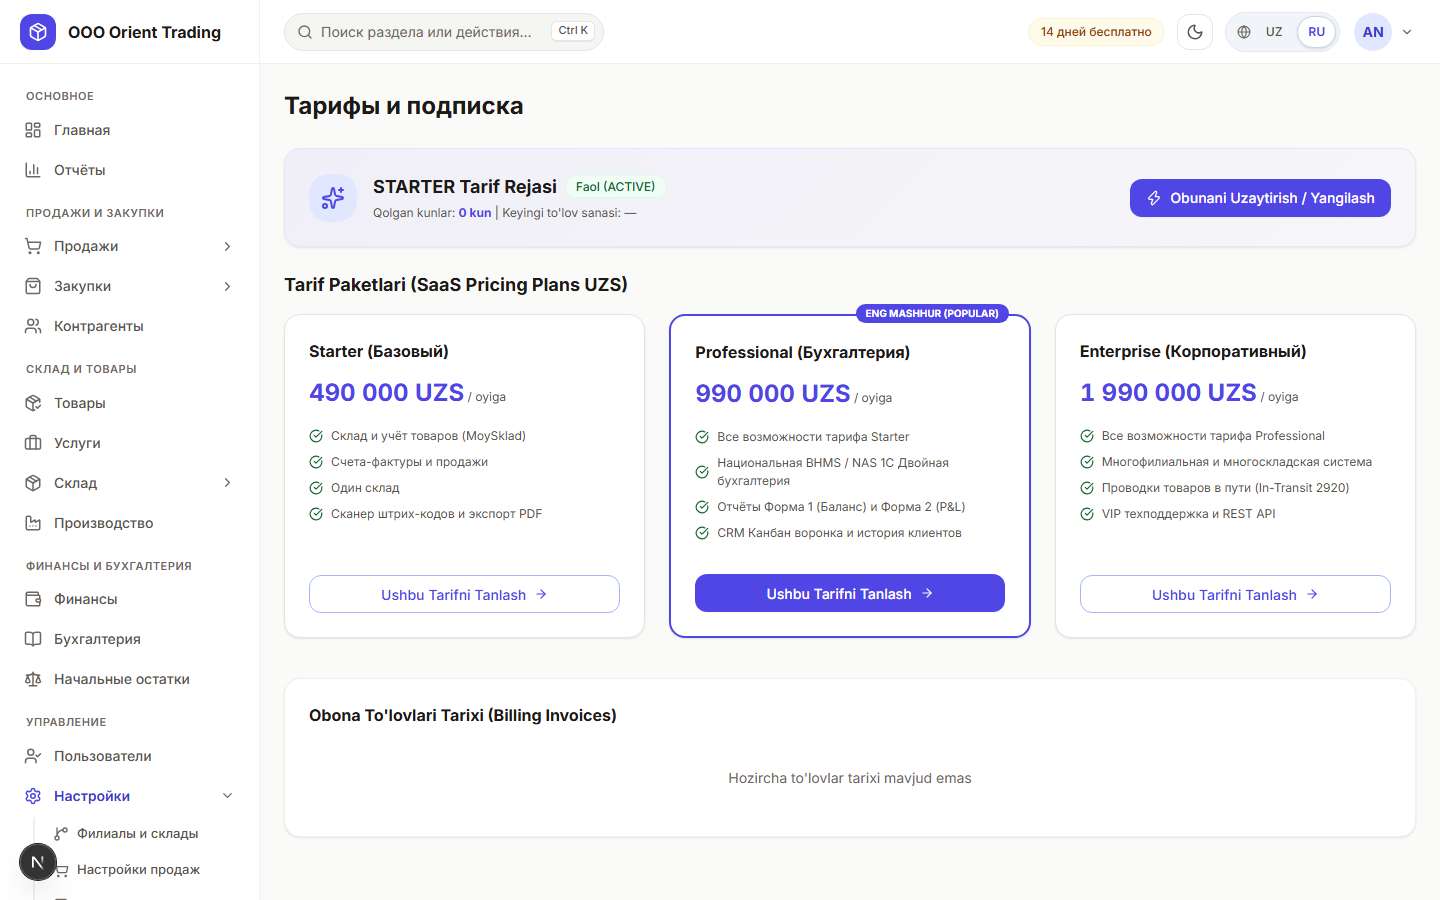 OOO Orient Trading
Поиск раздела или действия...
Ctrl K
14 дней бесплатно
UZ
RU
AN
ОСНОВНОЕ
Главная
Отчёты
ПРОДАЖИ И ЗАКУПКИ
Продажи
Закупки
Контрагенты
СКЛАД И ТОВАРЫ
Товары
Услуги
Склад
Производство
ФИНАНСЫ И БУХГАЛТЕРИЯ
Финансы
Бухгалтерия
Начальные остатки
УПРАВЛЕНИЕ
Пользователи
Настройки
Филиалы и склады
Настройки продаж
N
Тарифы и подписка
STARTER Tarif Rejasi
Faol (ACTIVE)
Qolgan kunlar: 0 kun | Keyingi to'lov sanasi: —
Obunani Uzaytirish / Yangilash
Tarif Paketlari (SaaS Pricing Plans UZS)
Starter (Базовый)
490 000 UZS / oyiga
Склад и учёт товаров (MoySklad)
Счета-фактуры и продажи
Один склад
Сканер штрих-кодов и экспорт PDF
Ushbu Tarifni Tanlash →
ENG MASHHUR (POPULAR)
Professional (Бухгалтерия)
990 000 UZS / oyiga
Все возможности тарифа Starter
Национальная BHMS / NAS 1С Двойная
бухгалтерия
Отчёты Форма 1 (Баланс) и Форма 2 (P&L)
CRM Канбан воронка и история клиентов
Ushbu Tarifni Tanlash →
Enterprise (Корпоративный)
1 990 000 UZS / oyiga
Все возможности тарифа Professional
Многофилиальная и многоскладская система
Проводки товаров в пути (In-Transit 2920)
VIP техподдержка и REST API
Ushbu Tarifni Tanlash →
Obona To'lovlari Tarixi (Billing Invoices)
Hozircha to'lovlar tarixi mavjud emas